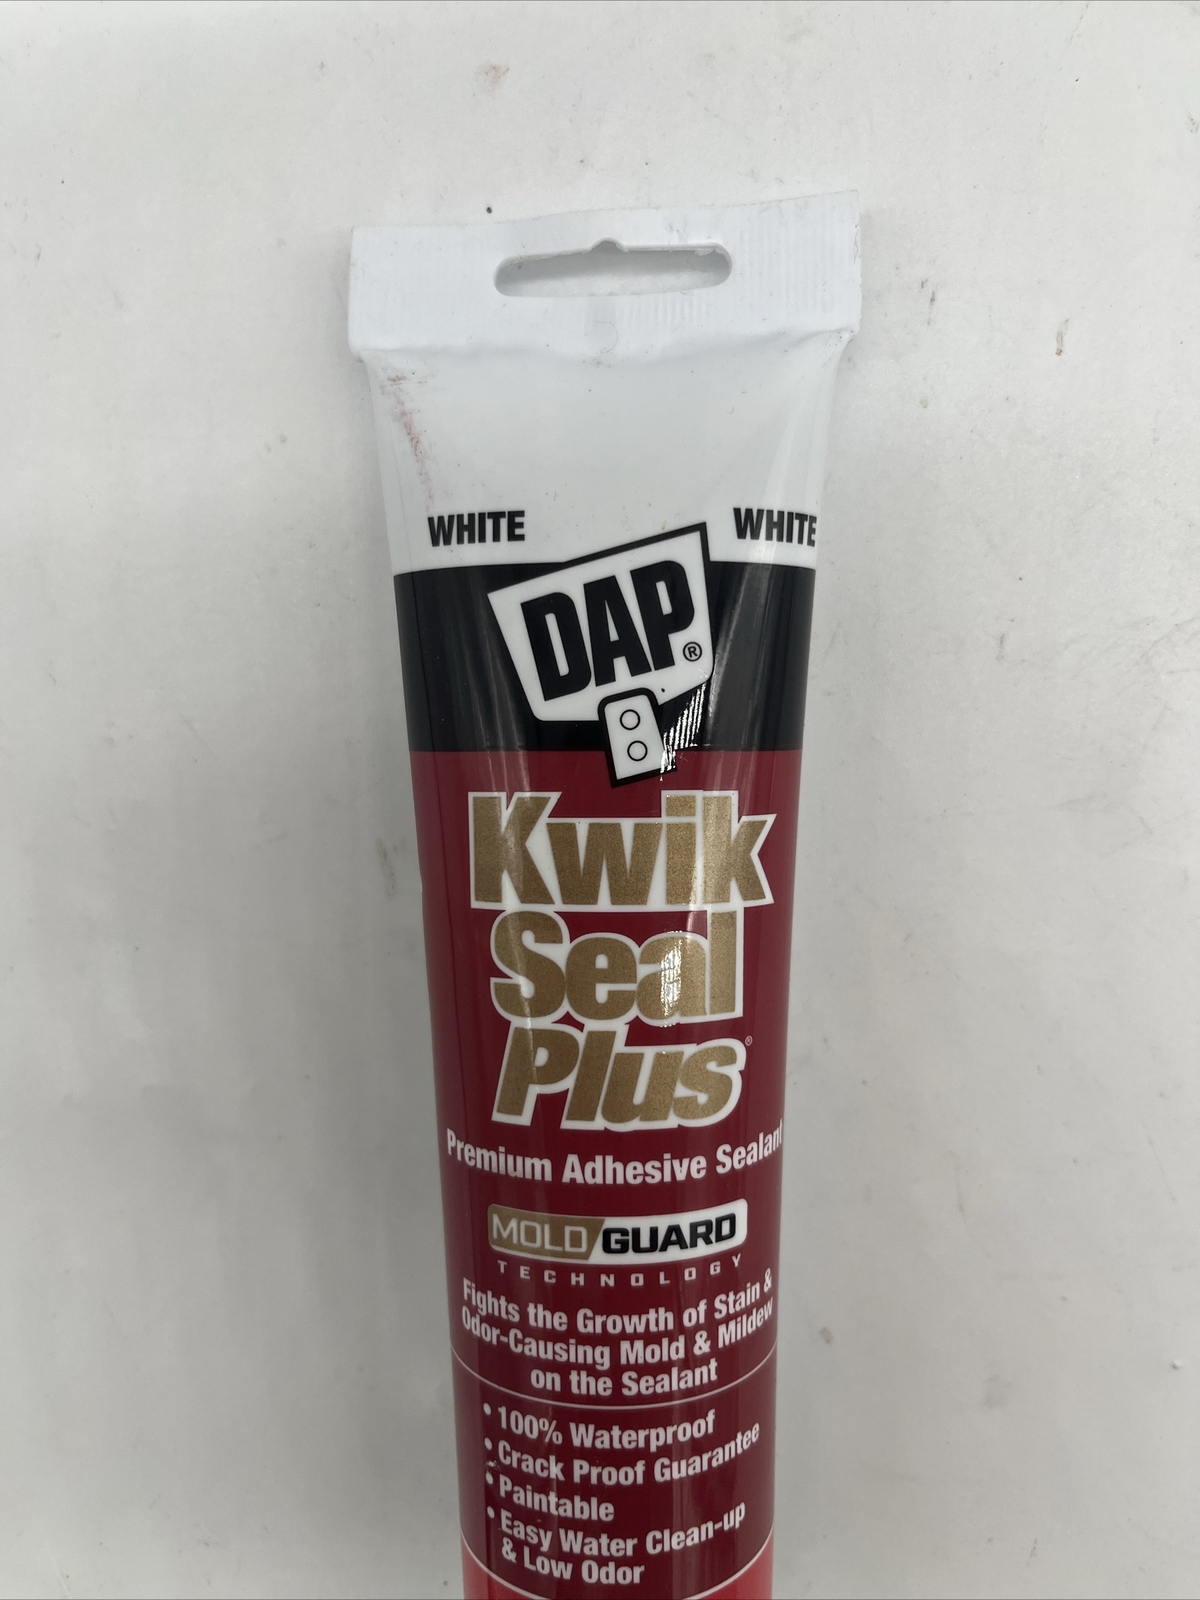 WHITE WHITE
DAP®
Kwik
Seal
Plus®
Premium Adhesive Sealant
MOLD GUARD
TECHNOLOGY
Fights the Growth of Stain &
Odor-Causing Mold & Mildew
on the Sealant
• 100% Waterproof
• Crack Proof Guarantee
• Paintable
• Easy Water Clean-up
& Low Odor